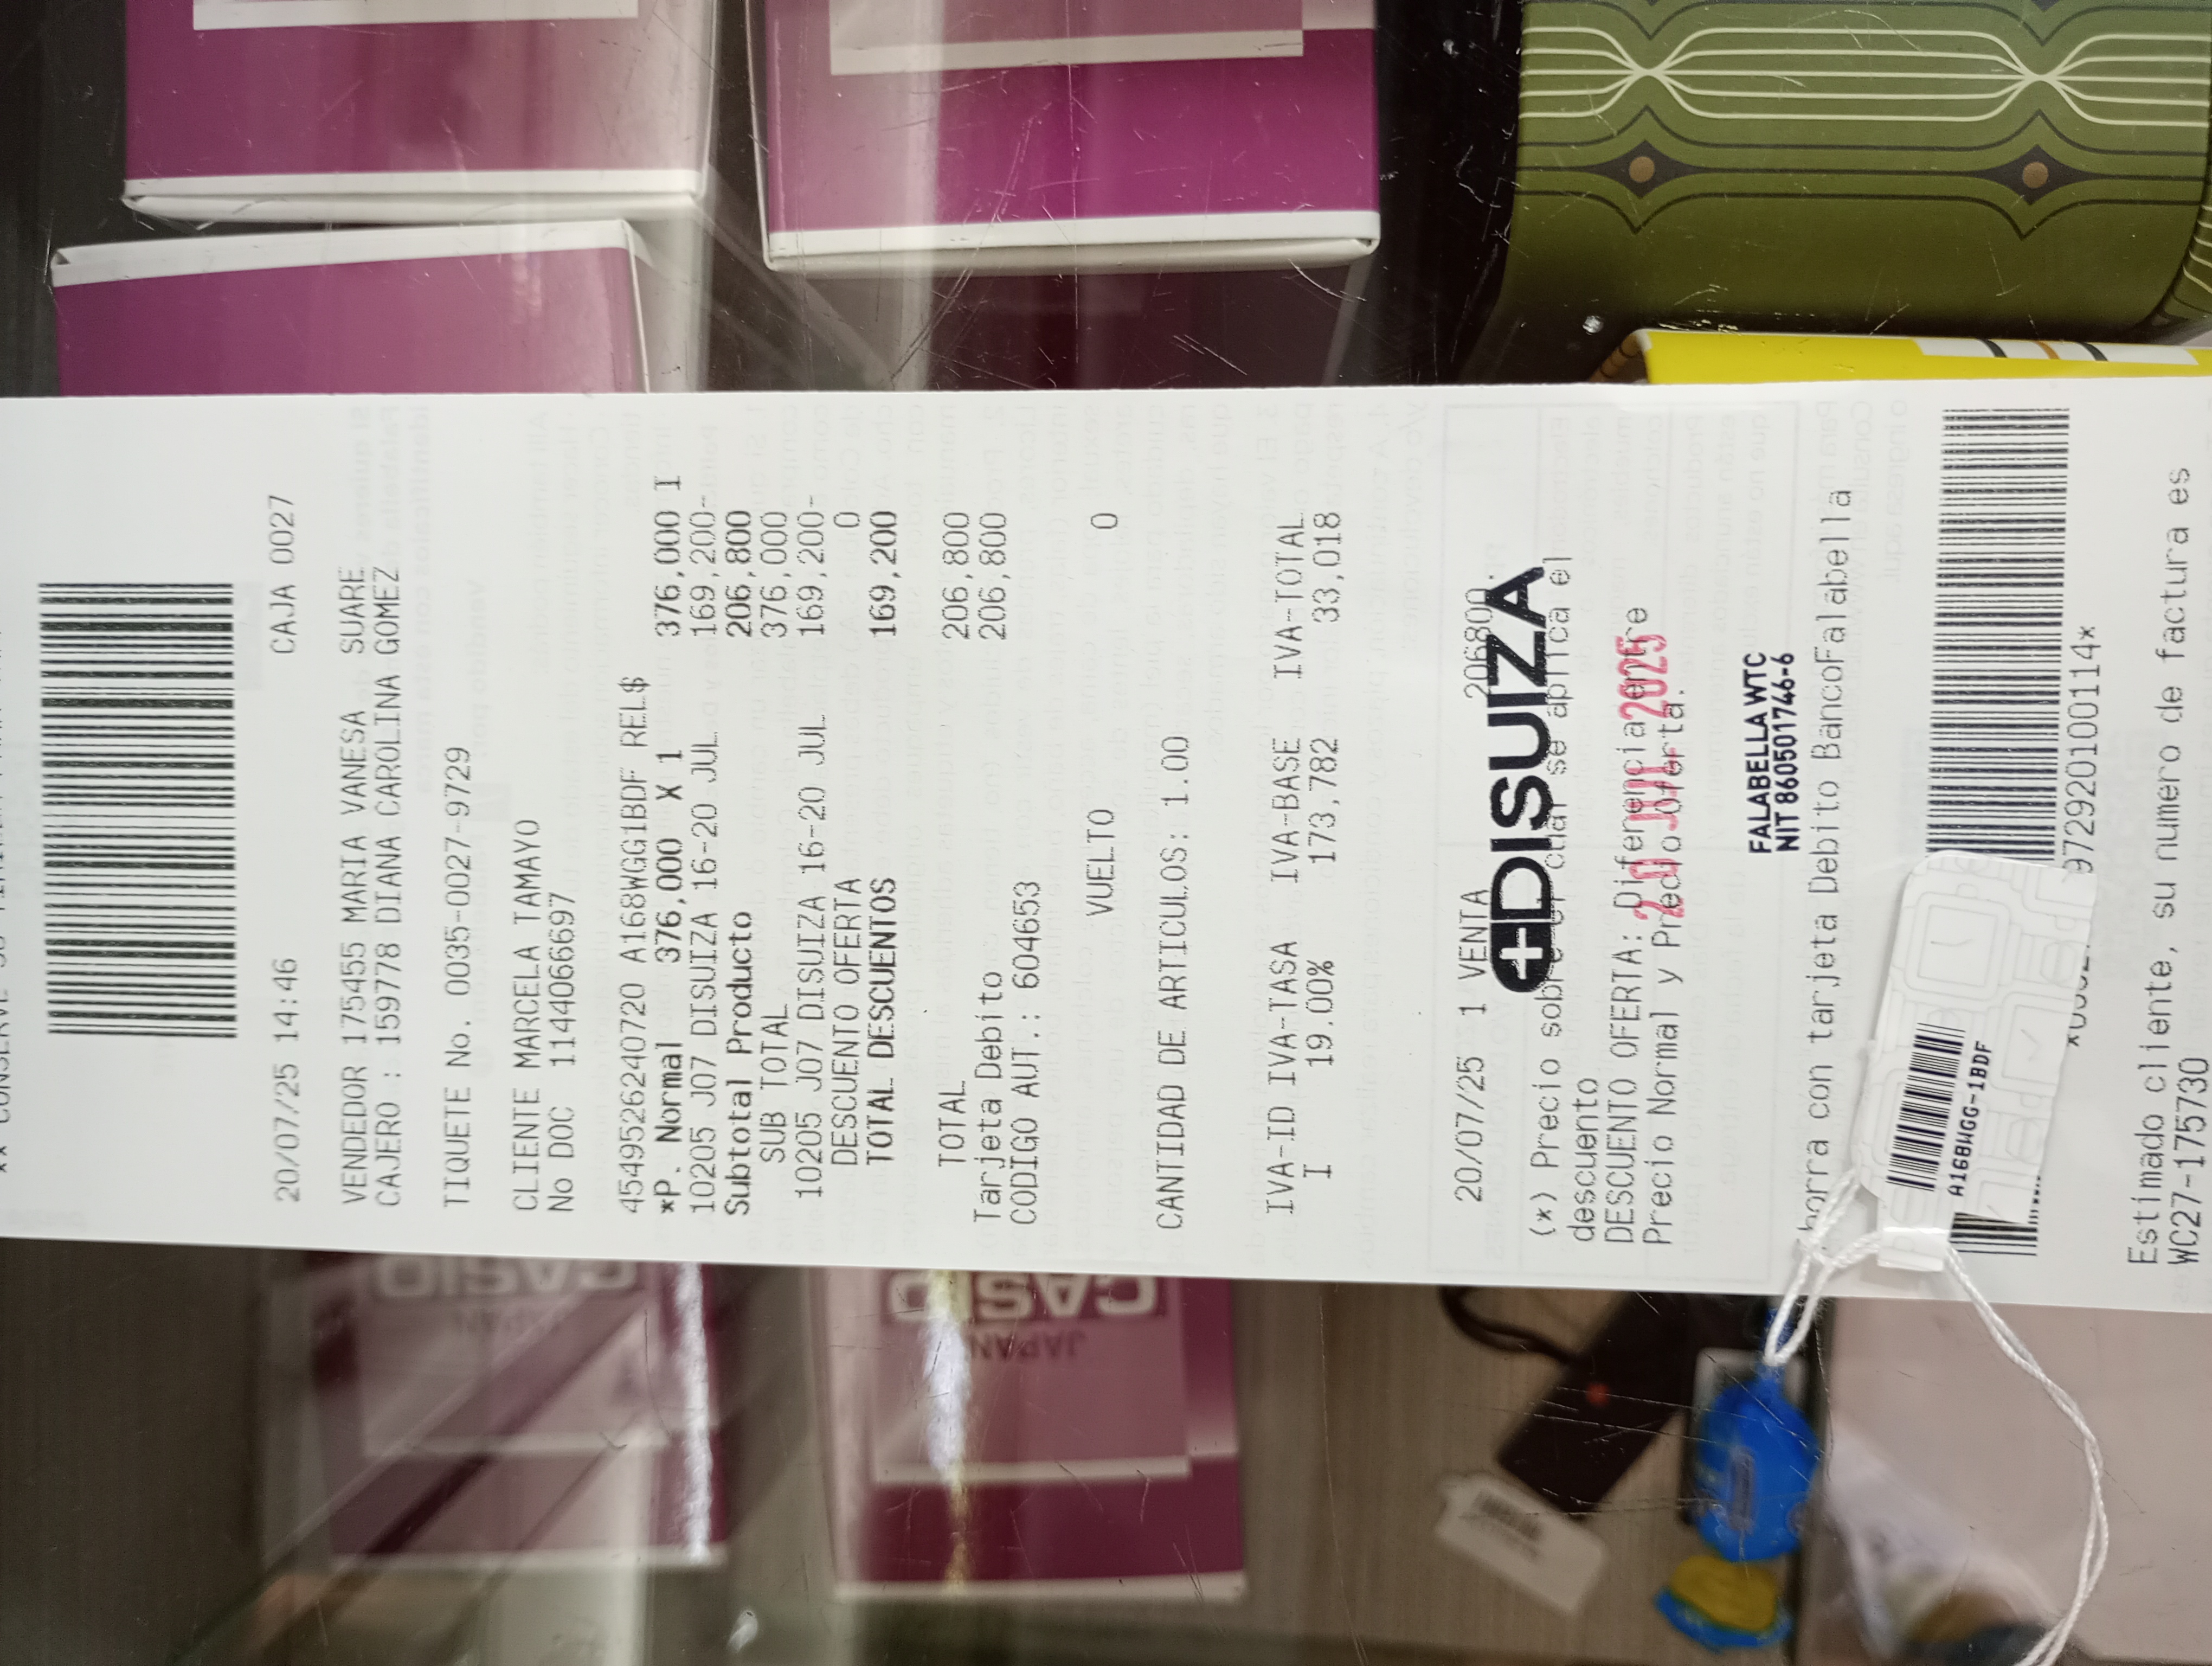 20/07/25 14:46 CAJA 0027
VENDEDOR 175455 MARIA VANESA SUARE
CAJERO : 159778 DIANA CAROLINA GOMEZ
TIQUETE No. 0035-0027-9729
CLIENTE MARCELA TAMAYO
No DOC 1144066697
4549526240720 A168WGG1BDF REL$
*P. Normal 376,000 X 1 376,000 I
10205 J07 DISUIZA 16-20 JUL 169,200-
Subtotal Producto 206,800
SUB TOTAL 376,000
10205 J07 DISUIZA 16-20 JUL 169,200-
DESCUENTO OFERTA 0
TOTAL DESCUENTOS 169,200
TOTAL 206,800
Tarjeta Debito 206,800
CODIGO AUT.: 604653
VUELTO 0
CANTIDAD DE ARTICULOS: 1.00
IVA-ID IVA-TASA IVA-BASE IVA-TOTAL
I 19.00% 173,782 33,018
20/07/25 1 VENTA 206800.
DISUIZA
(*) Precio sobre el cual se aplica el
descuento
DESCUENTO OFERTA: Diferencia entre
Precio Normal y Precio Oferta.
20 JUL 2025
FALABELLA WTC
NIT 860501746-6
horra con tarjeta Debito BancoFalabella
972920100114*
A168WGG-1BDF
Estimado cliente, su numero de factura es
WC27-175730
CASIO
JAPAN
CASIO
JAPAN